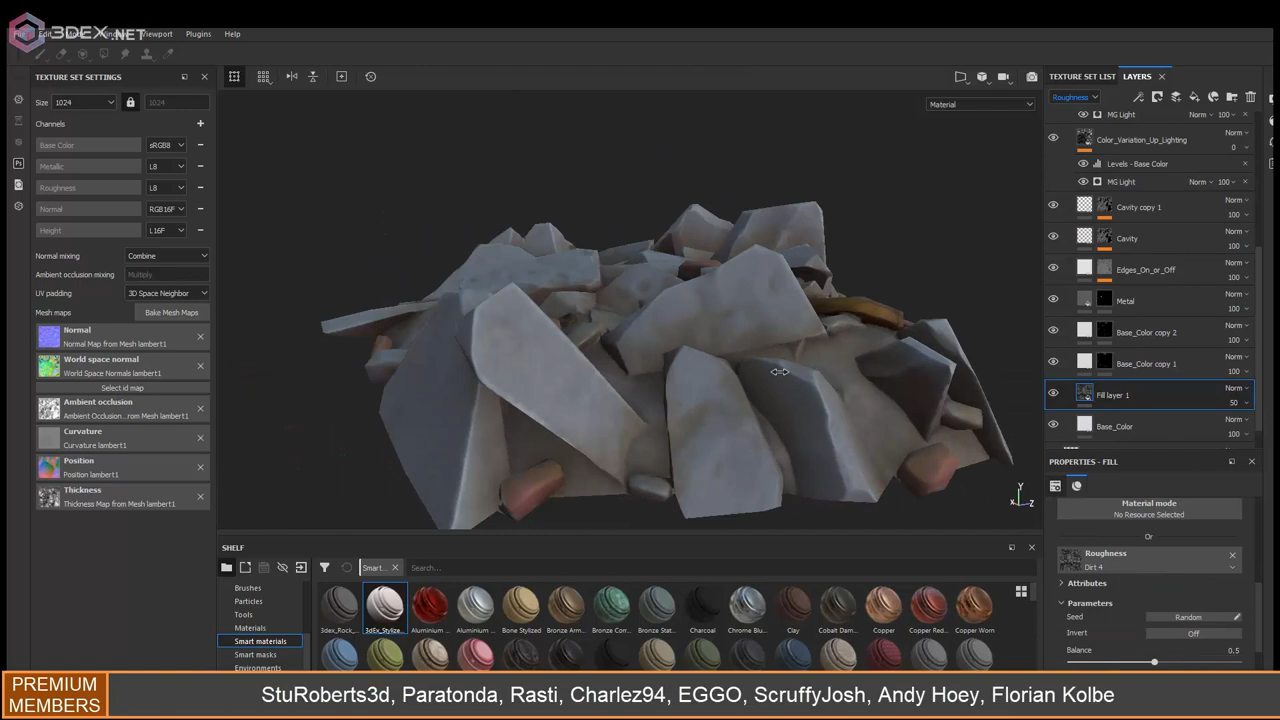 3DEX.NET
File Edit Mode Window Viewport Plugins Help
TEXTURE SET SETTINGS
Size 1024 1024
Channels
Base Color sRGB8
Metallic L8
Roughness L8
Normal RGB16F
Height L16F
Normal mixing Combine
Ambient occlusion mixing Multiply
UV padding 3D Space Neighbor
Mesh maps Bake Mesh Maps
Normal
Normal Map from Mesh lambert1
World space normal
World Space Normals lambert1
Select id map
Ambient occlusion
Ambient Occlusion...rom Mesh lambert1
Curvature
Curvature lambert1
Position
Position lambert1
Thickness
Thickness Map from Mesh lambert1
Material
Y
X Z
SHELF
Smart...
Search...
Brushes
Particles
Tools
Materials
Smart materials
Smart masks
Environments
3dex_Rock_... 3dEx_Stylize... Aluminium ... Aluminium ... Bone Stylized Bronze Arm... Bronze Corr... Bronze Stat... Charcoal Chrome Blu... Clay Cobalt Dam... Copper Copper Red... Copper Worn
TEXTURE SET LIST LAYERS
Roughness
MG Light Norm 100
Color_Variation_Up_Lighting Norm 0
Levels - Base Color
MG Light Norm 100
Cavity copy 1 Norm 100
Cavity Norm 100
Edges_On_or_Off Norm 100
Metal Norm 100
Base_Color copy 2 Norm 100
Base_Color copy 1 Norm 100
Fill layer 1 Norm 50
Base_Color Norm 100
PROPERTIES - FILL
Material mode
No Resource Selected
Or
Roughness
Dirt 4
Attributes
Parameters
Seed Random
Invert Off
Balance 0.5
PREMIUM
MEMBERS
StuRoberts3d, Paratonda, Rasti, Charlez94, EGGO, ScruffyJosh, Andy Hoey, Florian Kolbe